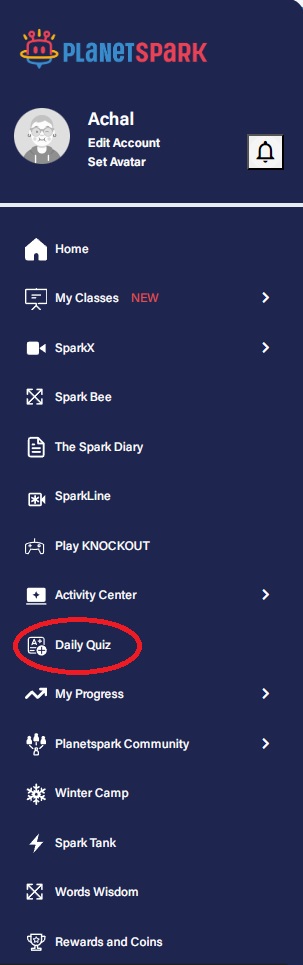 PLANETSPARK
Achal
Edit Account
Set Avatar
Home
My Classes NEW
SparkX
Spark Bee
The Spark Diary
SparkLine
Play KNOCKOUT
Activity Center
Daily Quiz
My Progress
Planetspark Community
Winter Camp
Spark Tank
Words Wisdom
Rewards and Coins